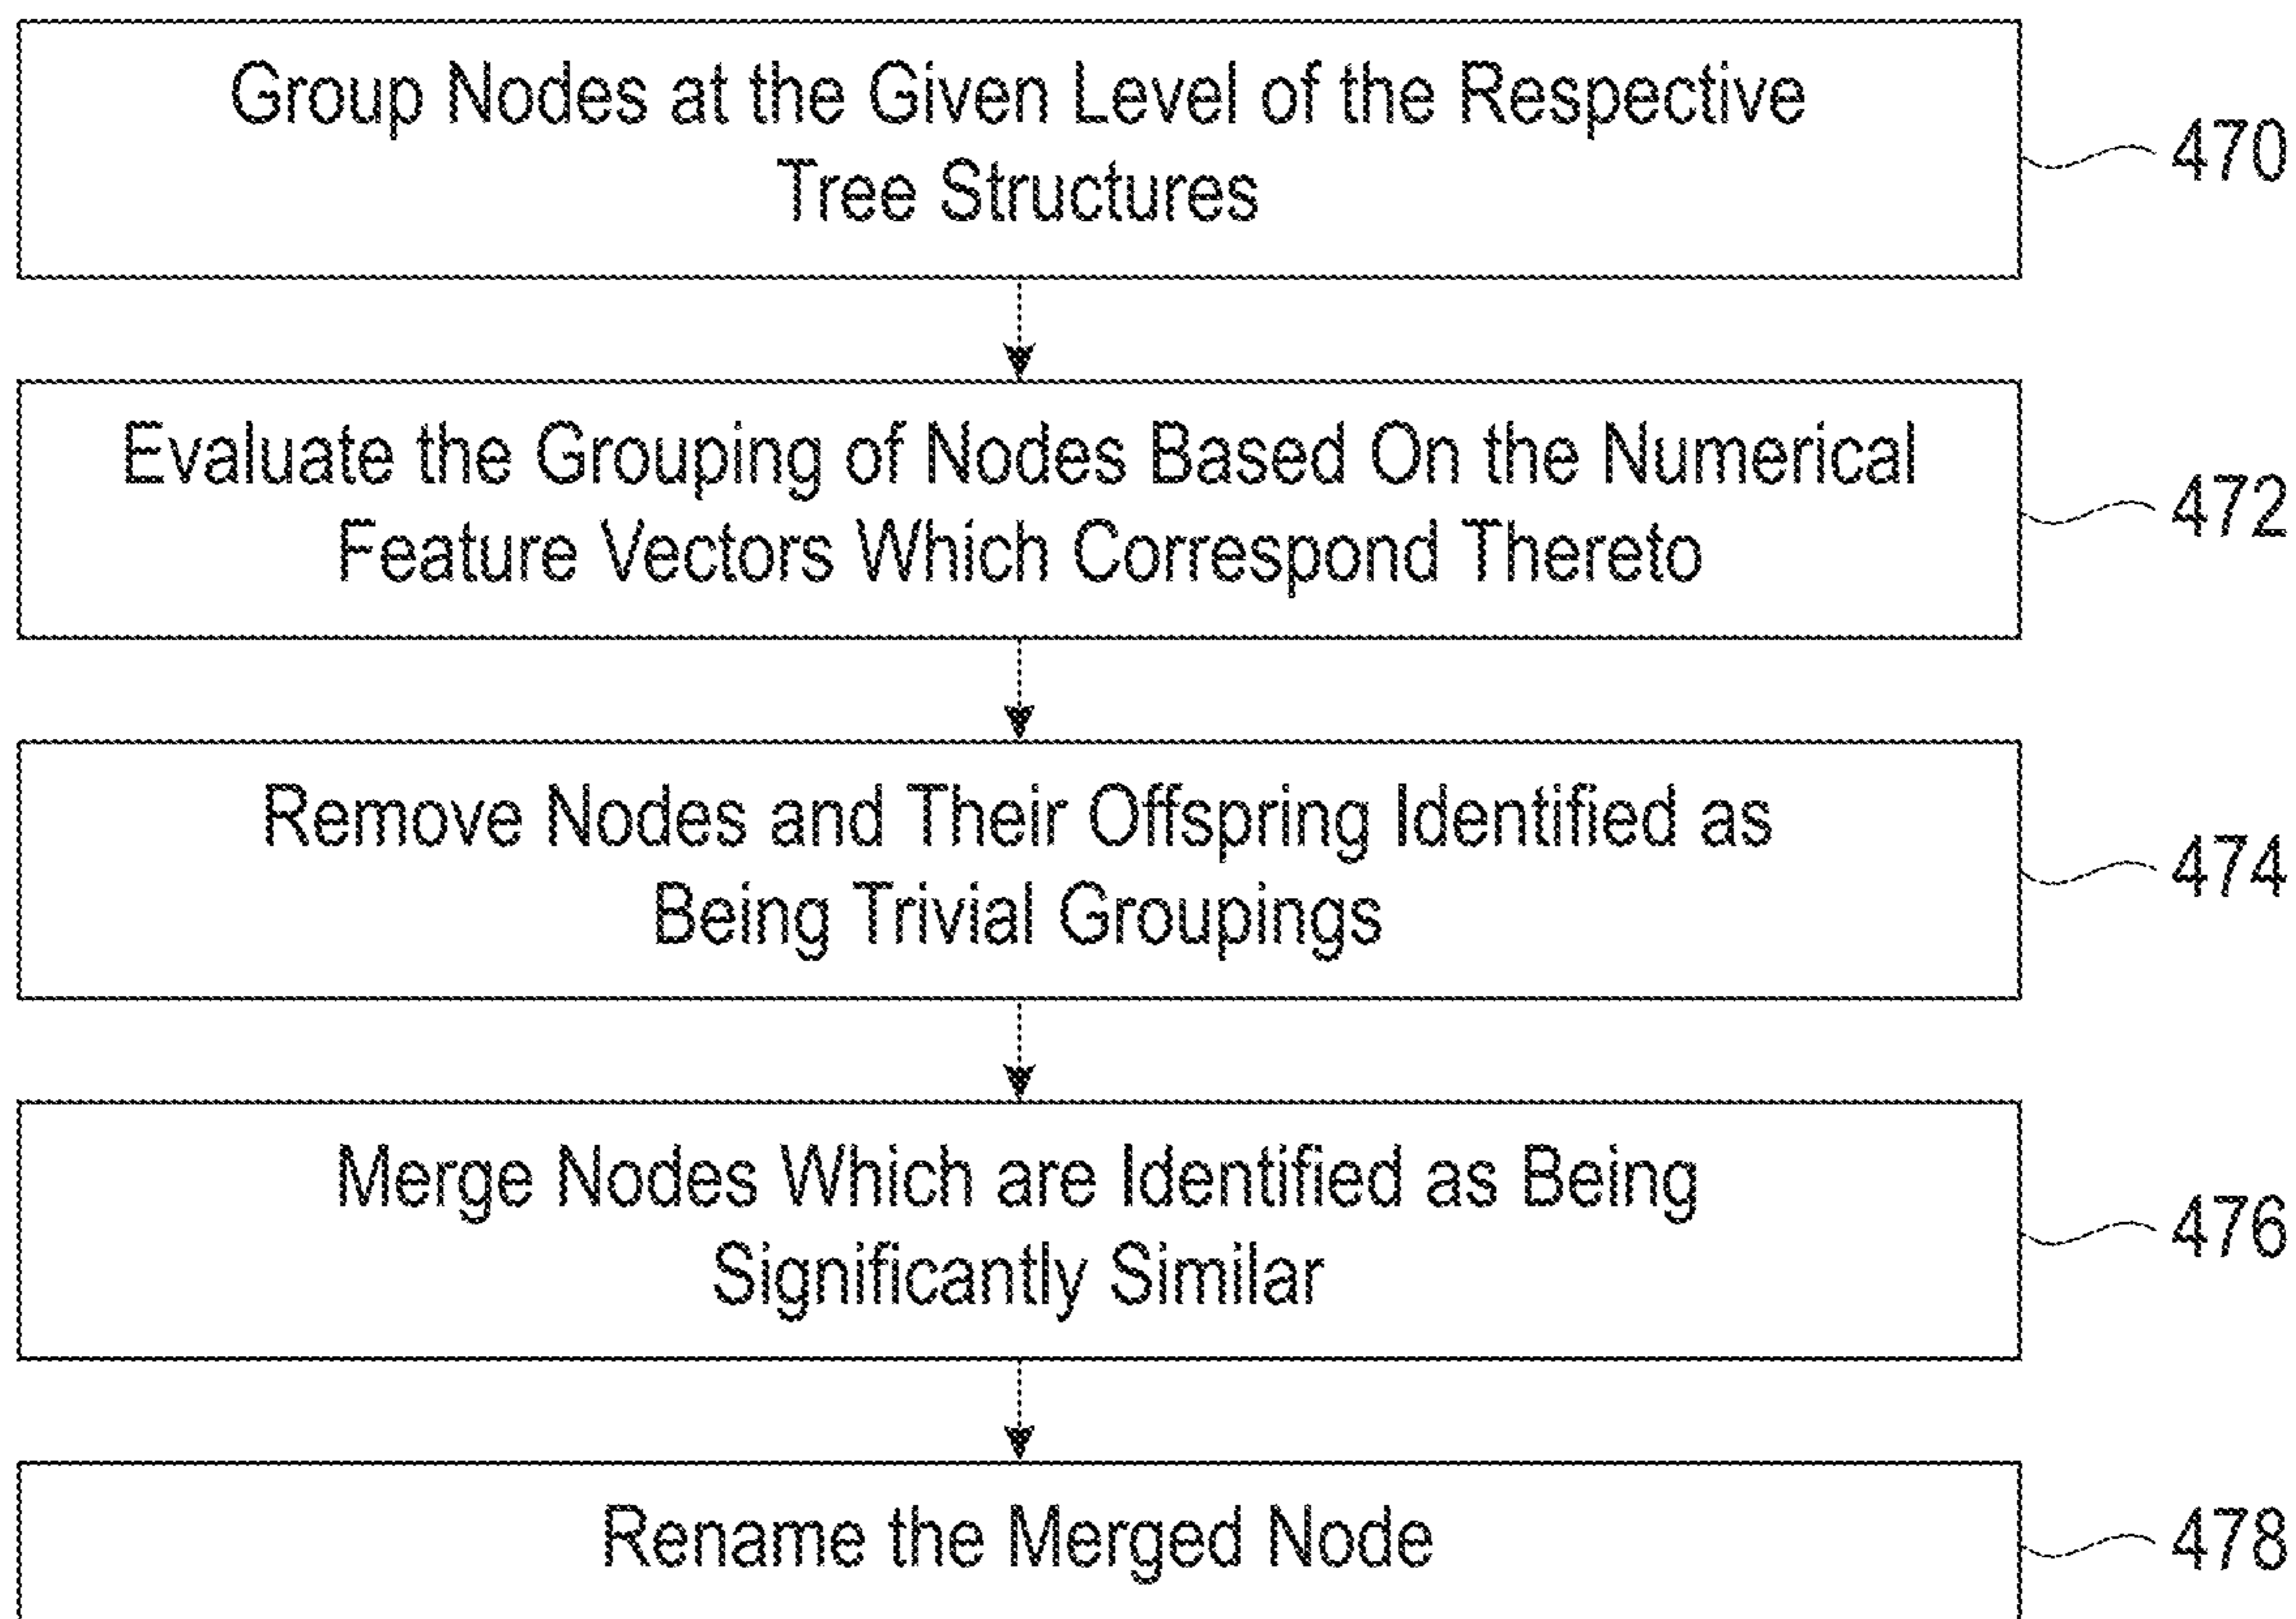 Group Nodes at the Given Level of the Respective
Tree Structures
470
Evaluate the Grouping of Nodes Based On the Numerical
Feature Vectors Which Correspond Thereto
472
Remove Nodes and Their Offspring Identified as
Being Trivial Groupings
474
Merge Nodes Which are Identified as Being
Significantly Similar
476
Rename the Merged Node
478